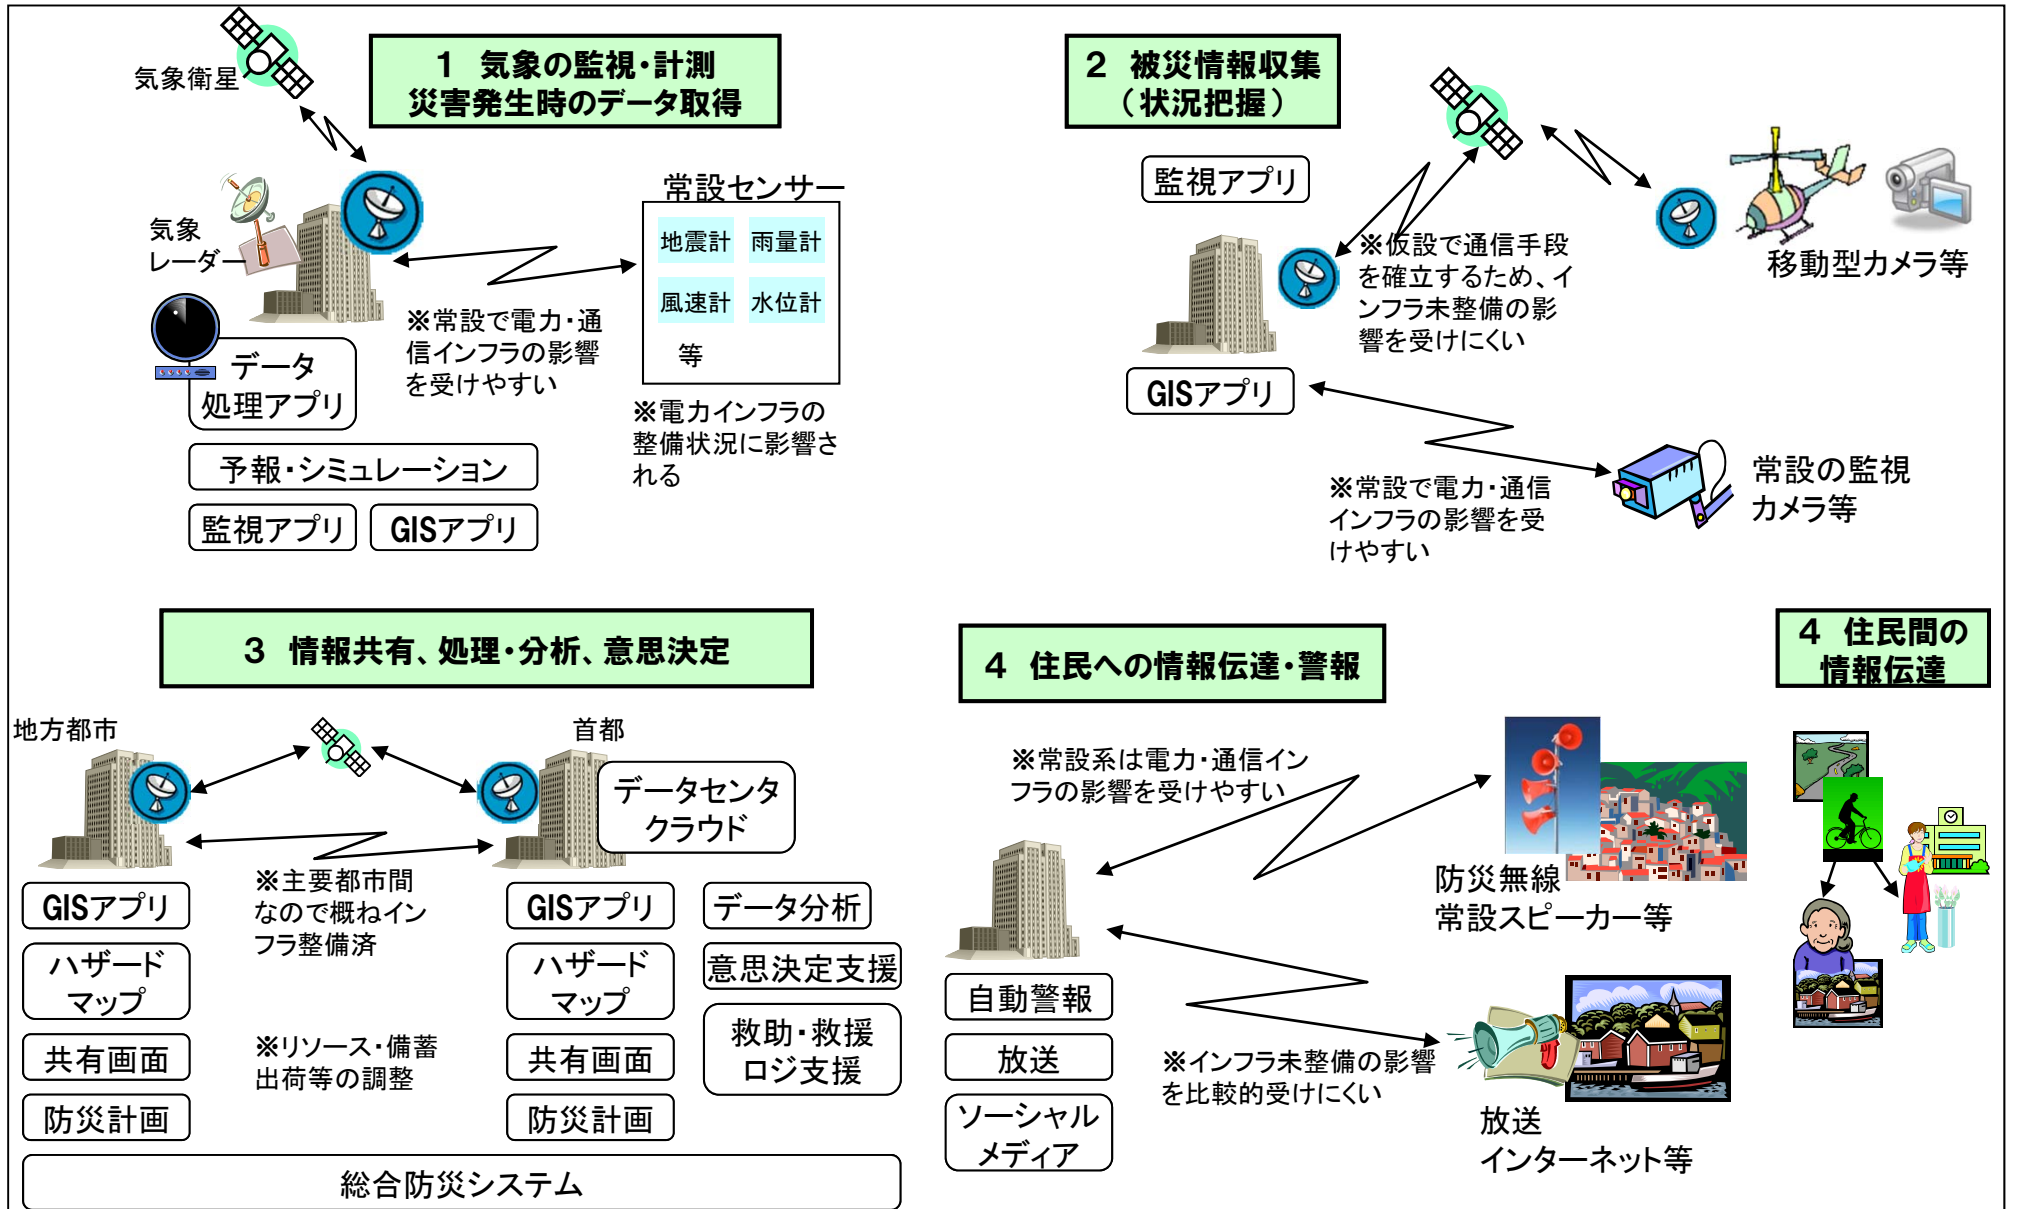 気象衛星
1 気象の監視・計測
災害発生時のデータ取得
気象
レーダー
常設センサー
地震計
雨量計
風速計
水位計
等
※常設で電力・通
信インフラの影響
を受けやすい
※電力インフラの
整備状況に影響さ
れる
データ
処理アプリ
予報・シミュレーション
監視アプリ
GISアプリ
2 被災情報収集
（状況把握）
監視アプリ
※仮設で通信手段
を確立するため、イ
ンフラ未整備の影
響を受けにくい
移動型カメラ等
GISアプリ
※常設で電力・通信
インフラの影響を受
けやすい
常設の監視
カメラ等
3 情報共有、処理・分析、意思決定
地方都市
首都
データセンタ
クラウド
※主要都市間
なので概ねイン
フラ整備済
※リソース・備蓄
出荷等の調整
GISアプリ
ハザード
マップ
共有画面
防災計画
GISアプリ
ハザード
マップ
共有画面
防災計画
データ分析
意思決定支援
救助・救援
ロジ支援
総合防災システム
4 住民への情報伝達・警報
※常設系は電力・通信イン
フラの影響を受けやすい
防災無線
常設スピーカー等
自動警報
放送
ソーシャル
メディア
※インフラ未整備の影響
を比較的受けにくい
放送
インターネット等
4 住民間の
情報伝達